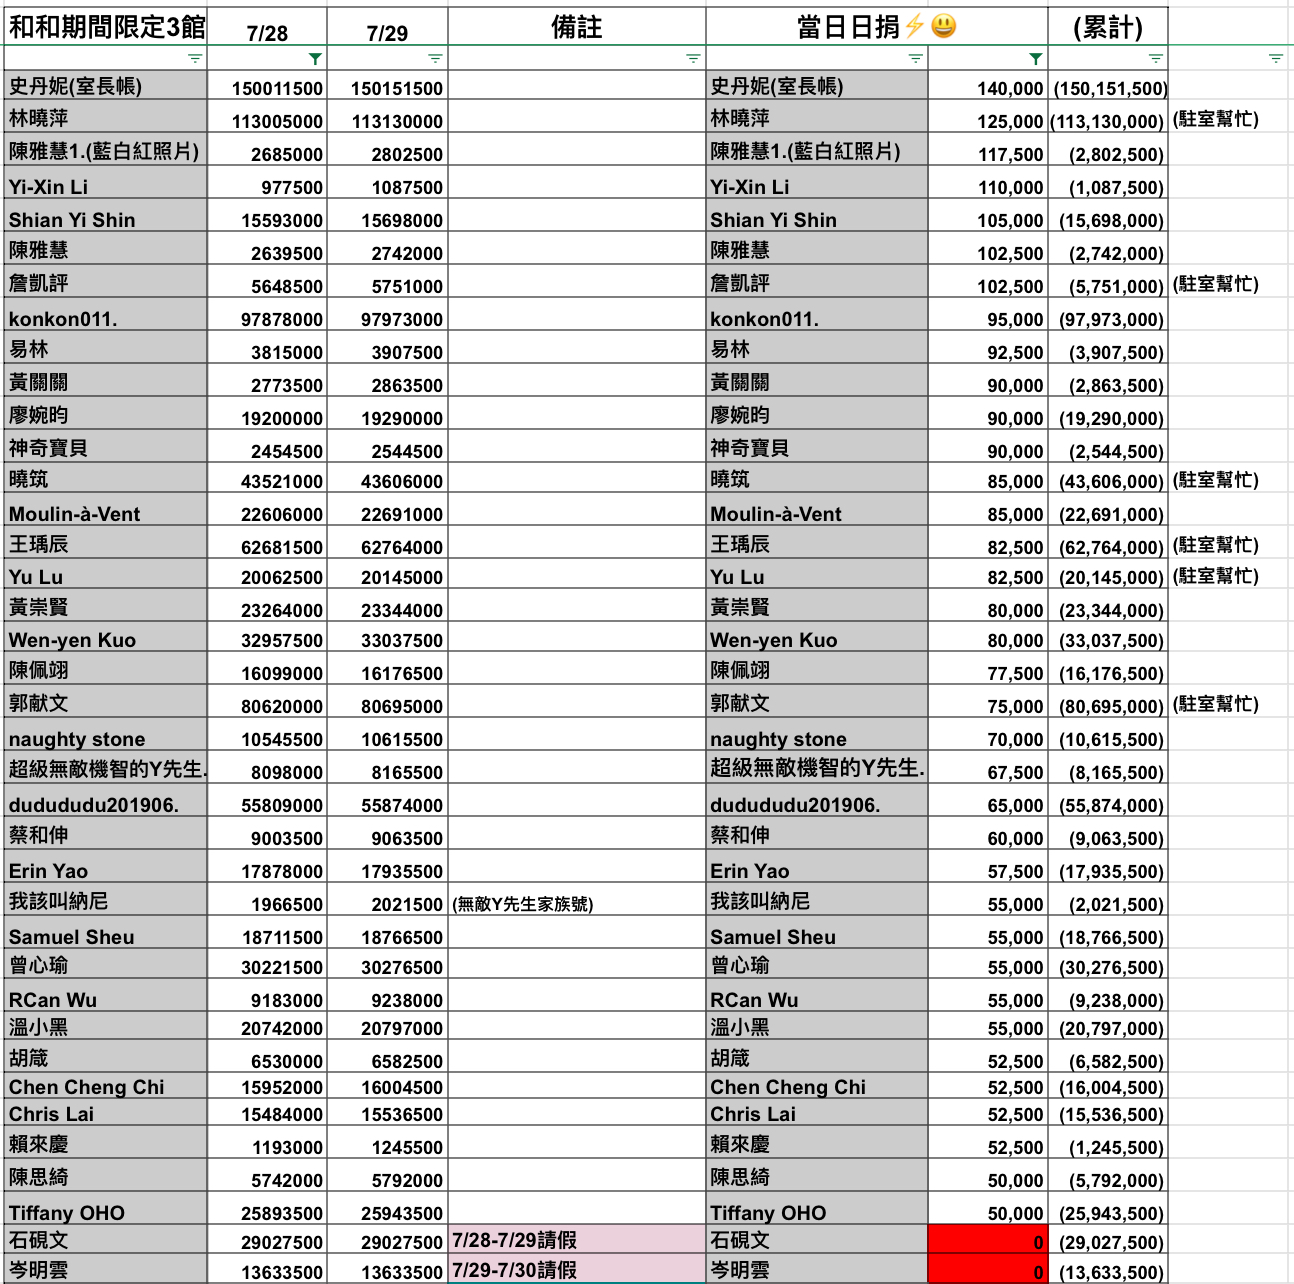 和和期間限定3館 7/28 7/29 備註 當日日捐⚡😃 (累計)
史丹妮(室長帳) 150011500 150151500 史丹妮(室長帳) 140,000 (150,151,500)
林曉萍 113005000 113130000 林曉萍 125,000 (113,130,000) (駐室幫忙)
陳雅慧1.(藍白紅照片) 2685000 2802500 陳雅慧1.(藍白紅照片) 117,500 (2,802,500)
Yi-Xin Li 977500 1087500 Yi-Xin Li 110,000 (1,087,500)
Shian Yi Shin 15593000 15698000 Shian Yi Shin 105,000 (15,698,000)
陳雅慧 2639500 2742000 陳雅慧 102,500 (2,742,000)
詹凱評 5648500 5751000 詹凱評 102,500 (5,751,000) (駐室幫忙)
konkon011. 97878000 97973000 konkon011. 95,000 (97,973,000)
易林 3815000 3907500 易林 92,500 (3,907,500)
黃關關 2773500 2863500 黃關關 90,000 (2,863,500)
廖婉昀 19200000 19290000 廖婉昀 90,000 (19,290,000)
神奇寶貝 2454500 2544500 神奇寶貝 90,000 (2,544,500)
曉筑 43521000 43606000 曉筑 85,000 (43,606,000) (駐室幫忙)
Moulin-à-Vent 22606000 22691000 Moulin-à-Vent 85,000 (22,691,000)
王瑀辰 62681500 62764000 王瑀辰 82,500 (62,764,000) (駐室幫忙)
Yu Lu 20062500 20145000 Yu Lu 82,500 (20,145,000) (駐室幫忙)
黃崇賢 23264000 23344000 黃崇賢 80,000 (23,344,000)
Wen-yen Kuo 32957500 33037500 Wen-yen Kuo 80,000 (33,037,500)
陳佩翊 16099000 16176500 陳佩翊 77,500 (16,176,500)
郭献文 80620000 80695000 郭献文 75,000 (80,695,000) (駐室幫忙)
naughty stone 10545500 10615500 naughty stone 70,000 (10,615,500)
超級無敵機智的Y先生. 8098000 8165500 超級無敵機智的Y先生. 67,500 (8,165,500)
dudududu201906. 55809000 55874000 dudududu201906. 65,000 (55,874,000)
蔡和伸 9003500 9063500 蔡和伸 60,000 (9,063,500)
Erin Yao 17878000 17935500 Erin Yao 57,500 (17,935,500)
我該叫納尼 1966500 2021500 (無敵Y先生家族號) 我該叫納尼 55,000 (2,021,500)
Samuel Sheu 18711500 18766500 Samuel Sheu 55,000 (18,766,500)
曾心瑜 30221500 30276500 曾心瑜 55,000 (30,276,500)
RCan Wu 9183000 9238000 RCan Wu 55,000 (9,238,000)
溫小黑 20742000 20797000 溫小黑 55,000 (20,797,000)
胡箴 6530000 6582500 胡箴 52,500 (6,582,500)
Chen Cheng Chi 15952000 16004500 Chen Cheng Chi 52,500 (16,004,500)
Chris Lai 15484000 15536500 Chris Lai 52,500 (15,536,500)
賴來慶 1193000 1245500 賴來慶 52,500 (1,245,500)
陳思綺 5742000 5792000 陳思綺 50,000 (5,792,000)
Tiffany OHO 25893500 25943500 Tiffany OHO 50,000 (25,943,500)
石硯文 29027500 29027500 7/28-7/29請假 石硯文 0 (29,027,500)
岑明雲 13633500 13633500 7/29-7/30請假 岑明雲 0 (13,633,500)